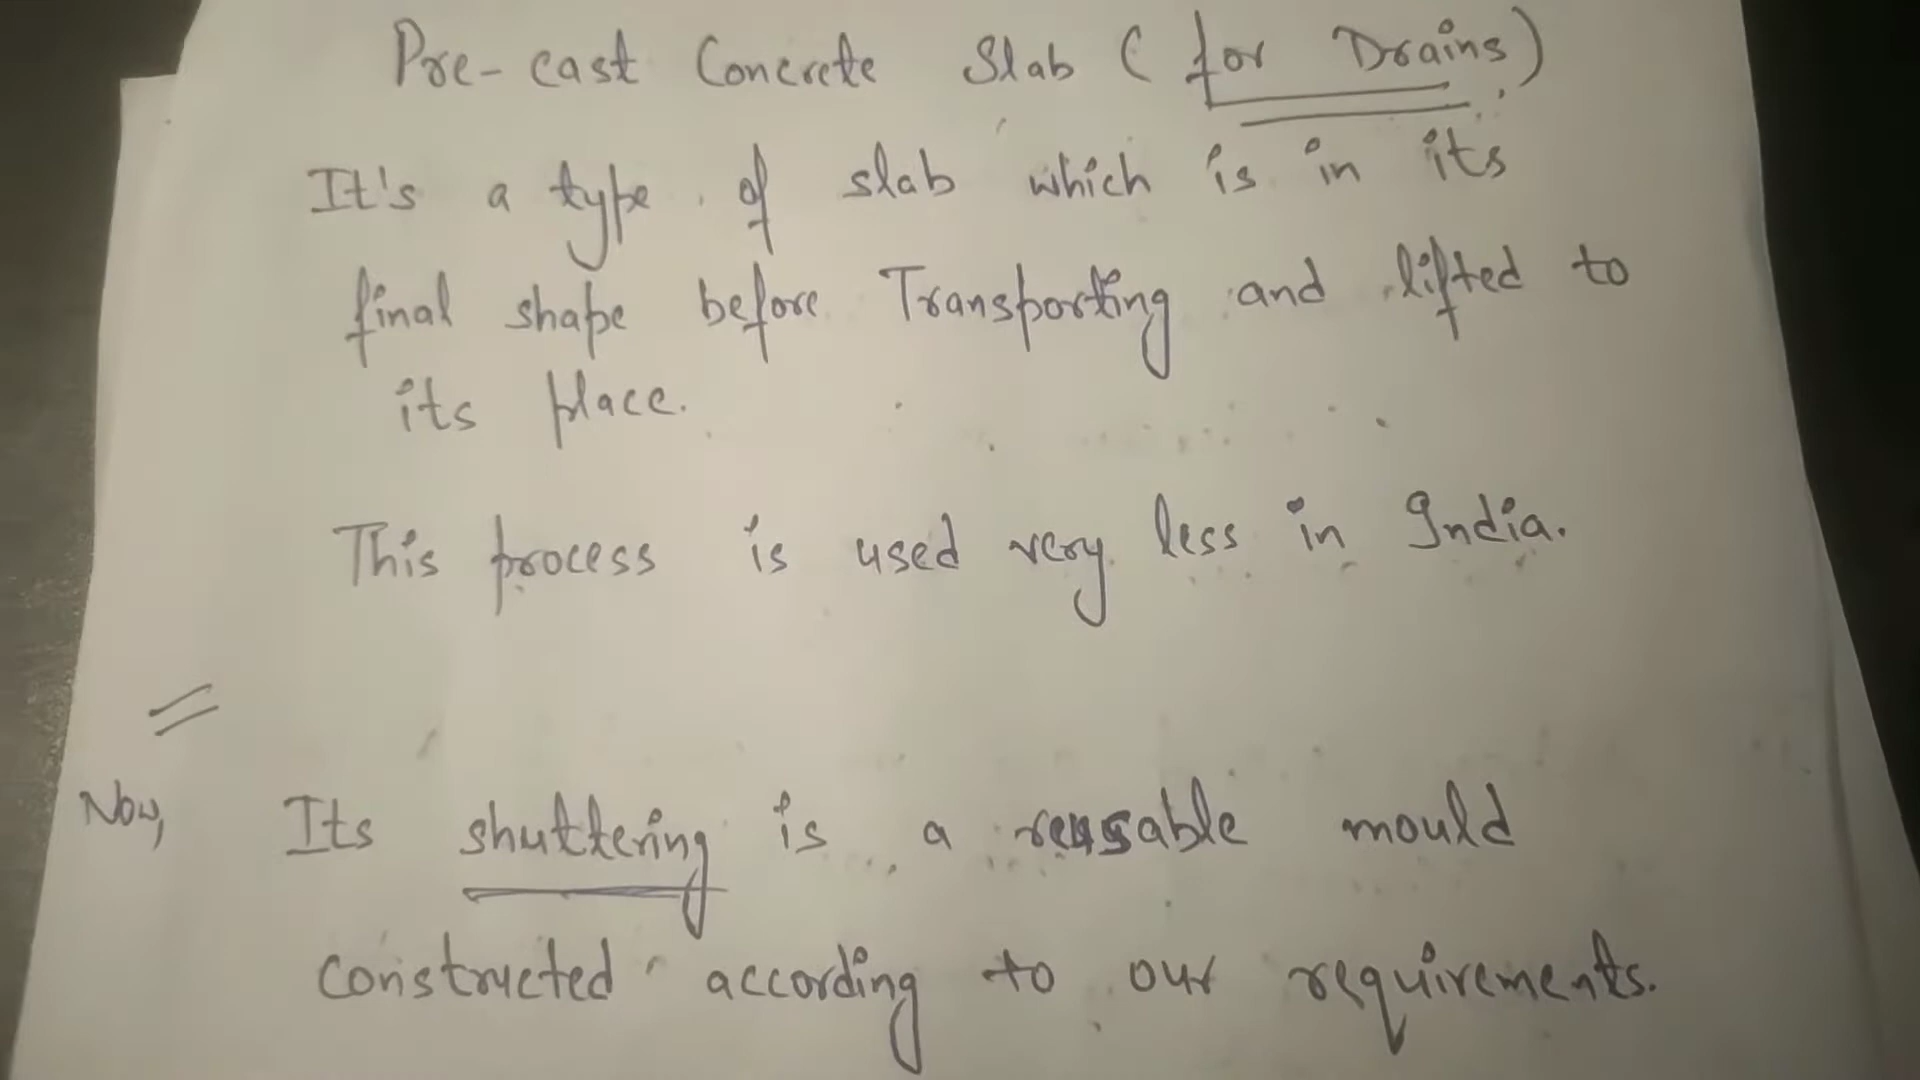 Pre-cast Concrete Slab (for Drains)
It's a type of slab which is in its
final shape before Transporting and lifted to
its place.
This process is used very less in India.
Now, Its shuttering is a reusable mould
constructed according to our requirements.